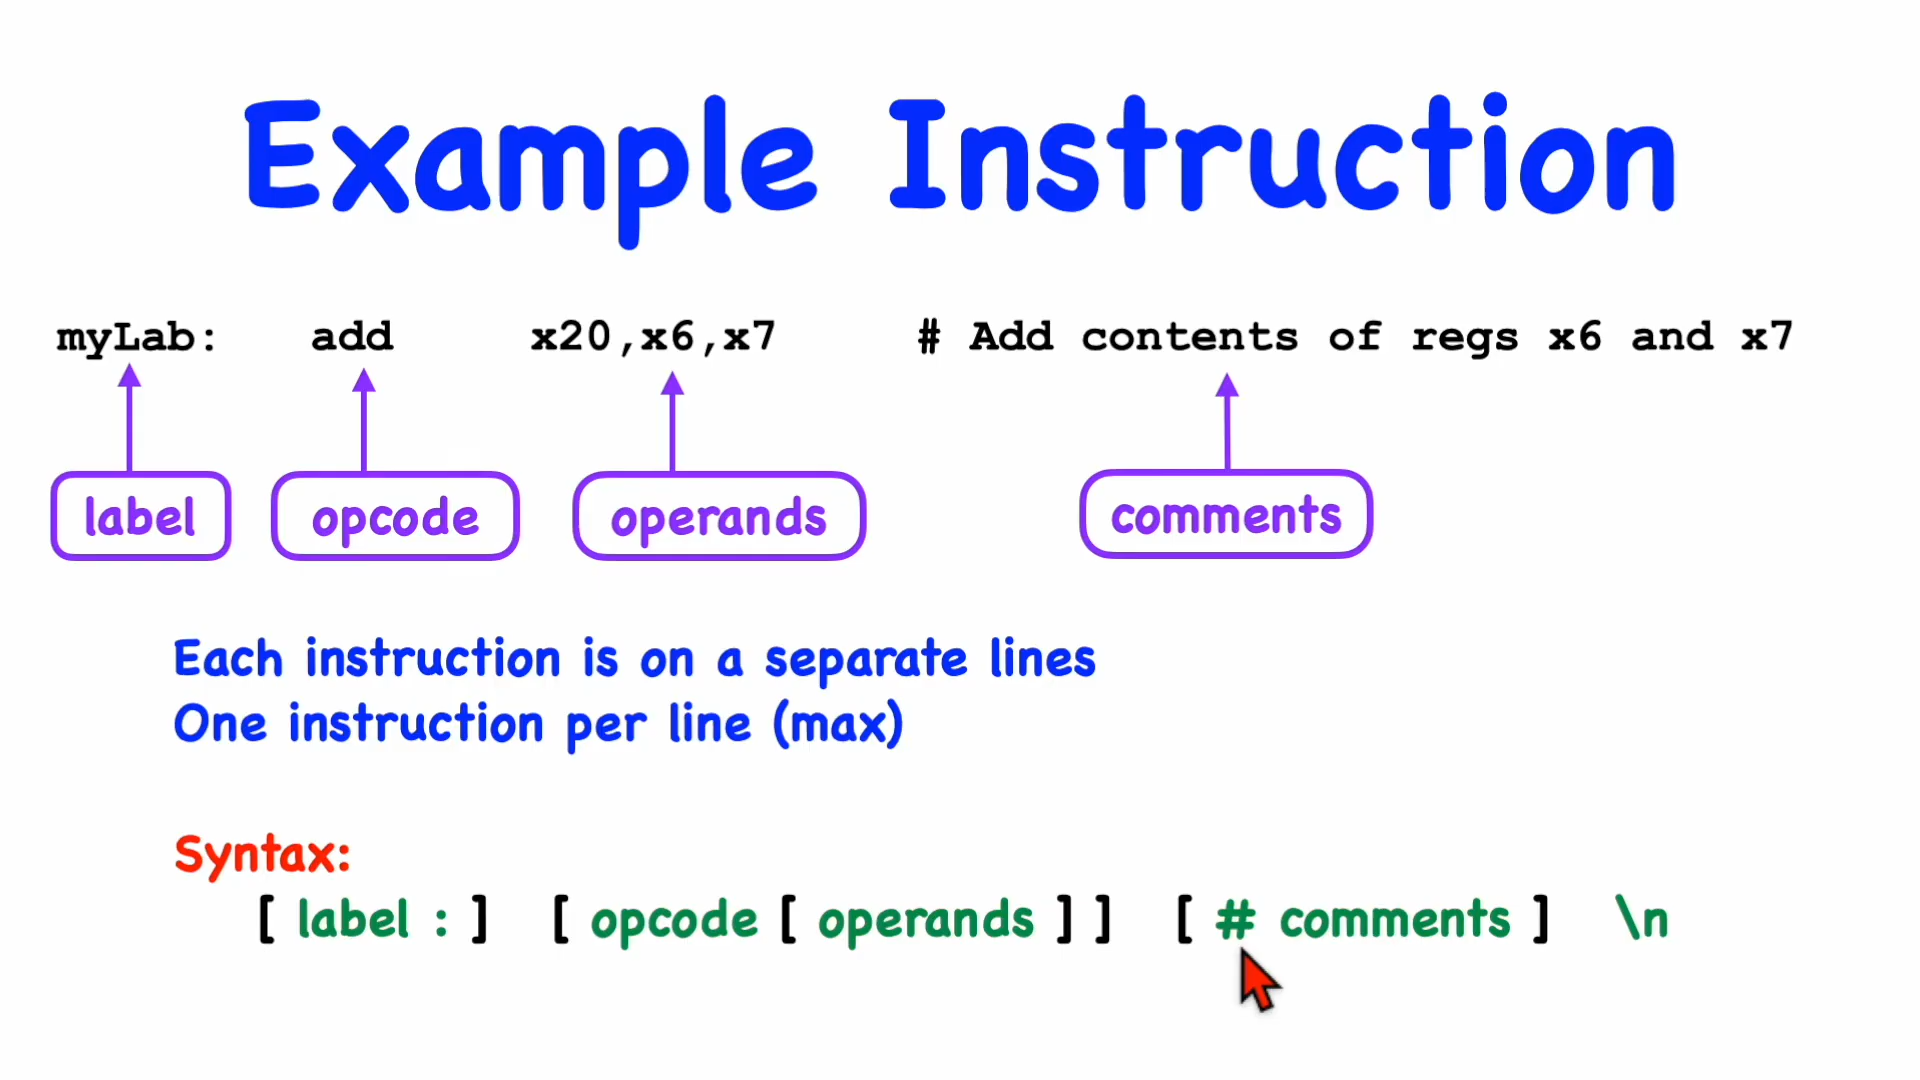 Example Instruction
myLab: add x20,x6,x7 # Add contents of regs x6 and x7
label opcode operands comments
Each instruction is on a separate lines
One instruction per line (max)
Syntax:
[ label : ] [ opcode [ operands ] ] [ # comments ] \n